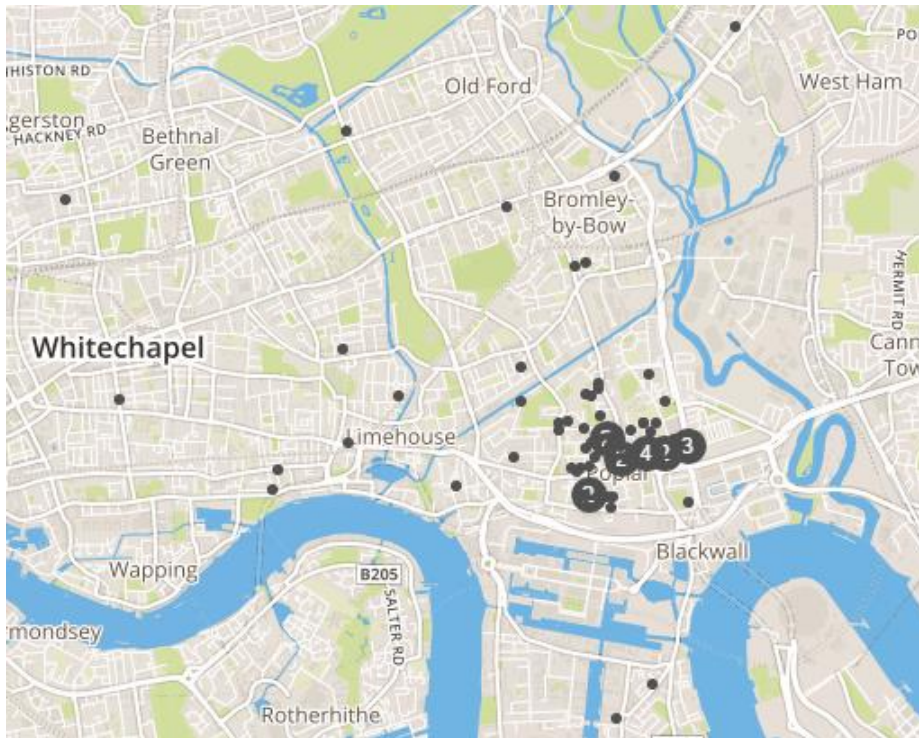 HISTON RD
Old Ford
West Ham
gerston
HACKNEY RD
Bethnal
Green
Bromley-
by-Bow
HERMIT RD
Whitechapel
Cann
Tow
Limehouse
2
4
2
3
Poplar
Blackwall
Wapping
B205
SALTER RD
rmondsey
Rotherhithe